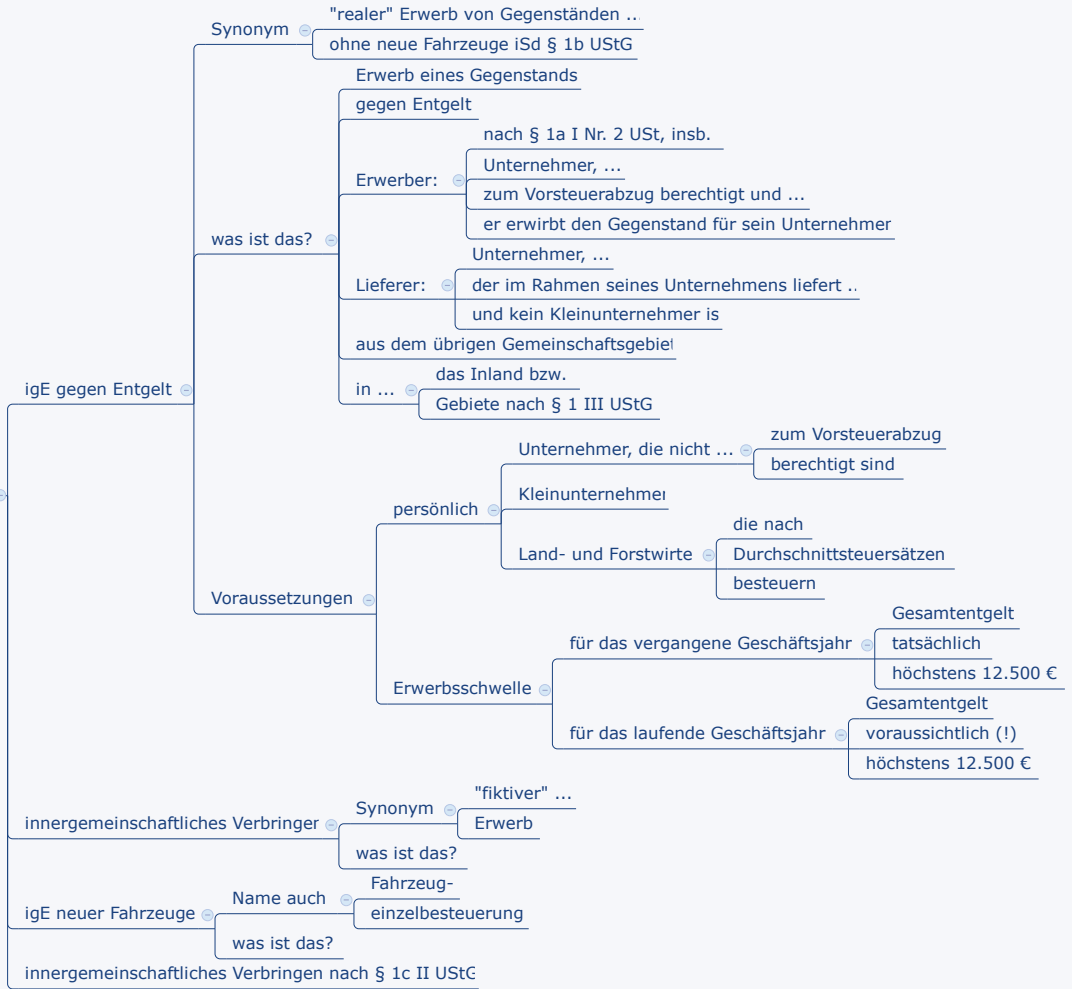 "realer" Erwerb von Gegenständen ...
Synonym
ohne neue Fahrzeuge iSd § 1b UStG
Erwerb eines Gegenstands
gegen Entgelt
nach § 1a I Nr. 2 USt, insb.
Unternehmer, ...
Erwerber:
zum Vorsteuerabzug berechtigt und ...
er erwirbt den Gegenstand für sein Unternehmer
was ist das?
Unternehmer, ...
Lieferer:
der im Rahmen seines Unternehmens liefert ..
und kein Kleinunternehmer is
aus dem übrigen Gemeinschaftsgebiet
das Inland bzw.
in ...
Gebiete nach § 1 III UStG
igE gegen Entgelt
zum Vorsteuerabzug
Unternehmer, die nicht ...
berechtigt sind
Kleinunternehmer
persönlich
die nach
Land- und Forstwirte
Durchschnittsteuersätzen
besteuern
Voraussetzungen
Gesamtentgelt
für das vergangene Geschäftsjahr
tatsächlich
höchstens 12.500 €
Erwerbsschwelle
Gesamtentgelt
für das laufende Geschäftsjahr
voraussichtlich (!)
höchstens 12.500 €
"fiktiver" ...
Synonym
Erwerb
innergemeinschaftliches Verbringen
was ist das?
Fahrzeug-
Name auch
einzelbesteuerung
igE neuer Fahrzeuge
was ist das?
innergemeinschaftliches Verbringen nach § 1c II UStG